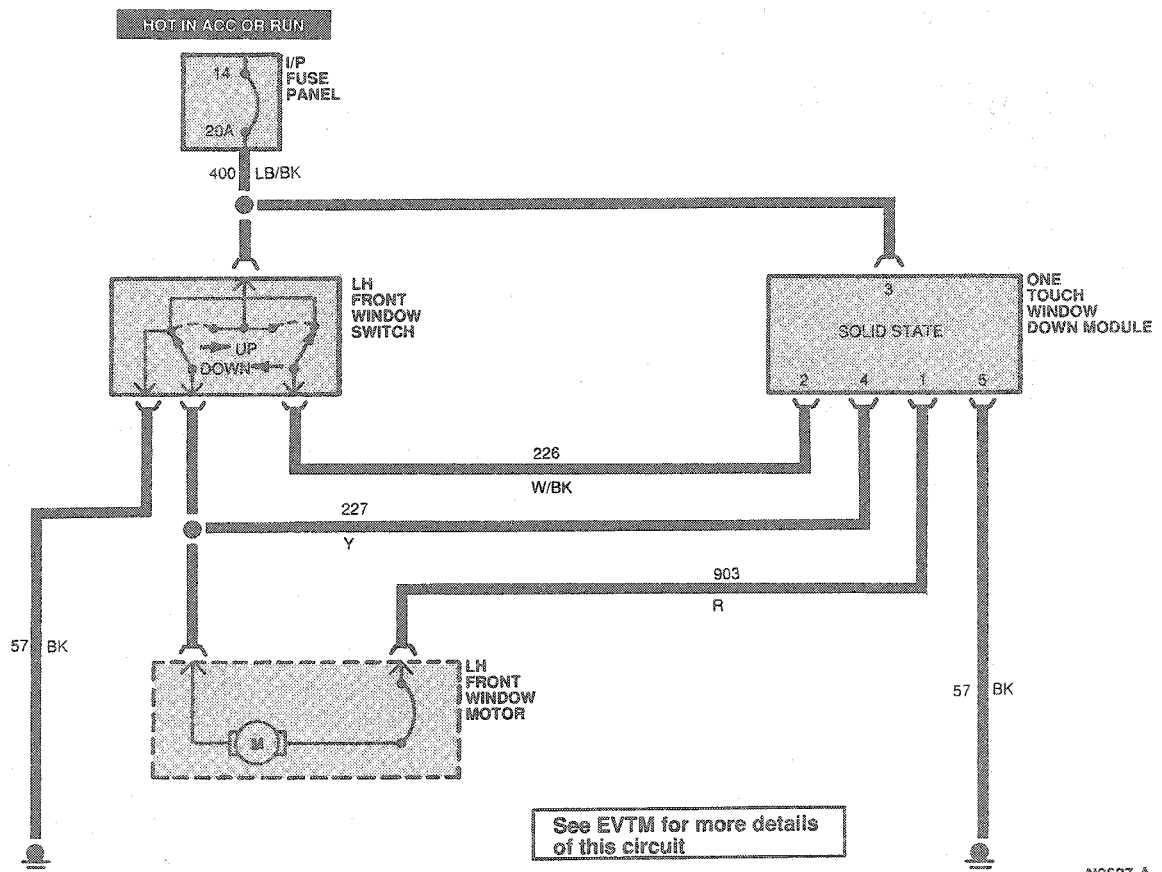 HOT IN ACC OR RUN
14
20A
I/P
FUSE
PANEL
400 LB/BK
LH
FRONT
WINDOW
SWITCH
UP
DOWN
ONE
TOUCH
WINDOW
DOWN MODULE
3
SOLID STATE
2 4 1 5
226
W/BK
227
Y
903
R
57 BK
57 BK
LH
FRONT
WINDOW
MOTOR
M
See EVTM for more details
of this circuit